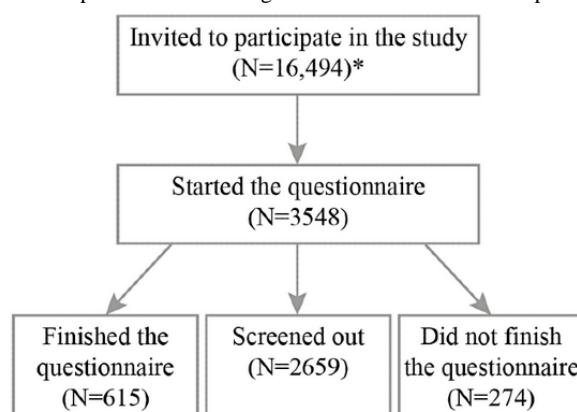 Invited to participate in the study
(N=16,494)*
Started the questionnaire
(N=3548)
Finished the
questionnaire
(N=615)
Screened out
(N=2659)
Did not finish
the questionnaire
(N=274)